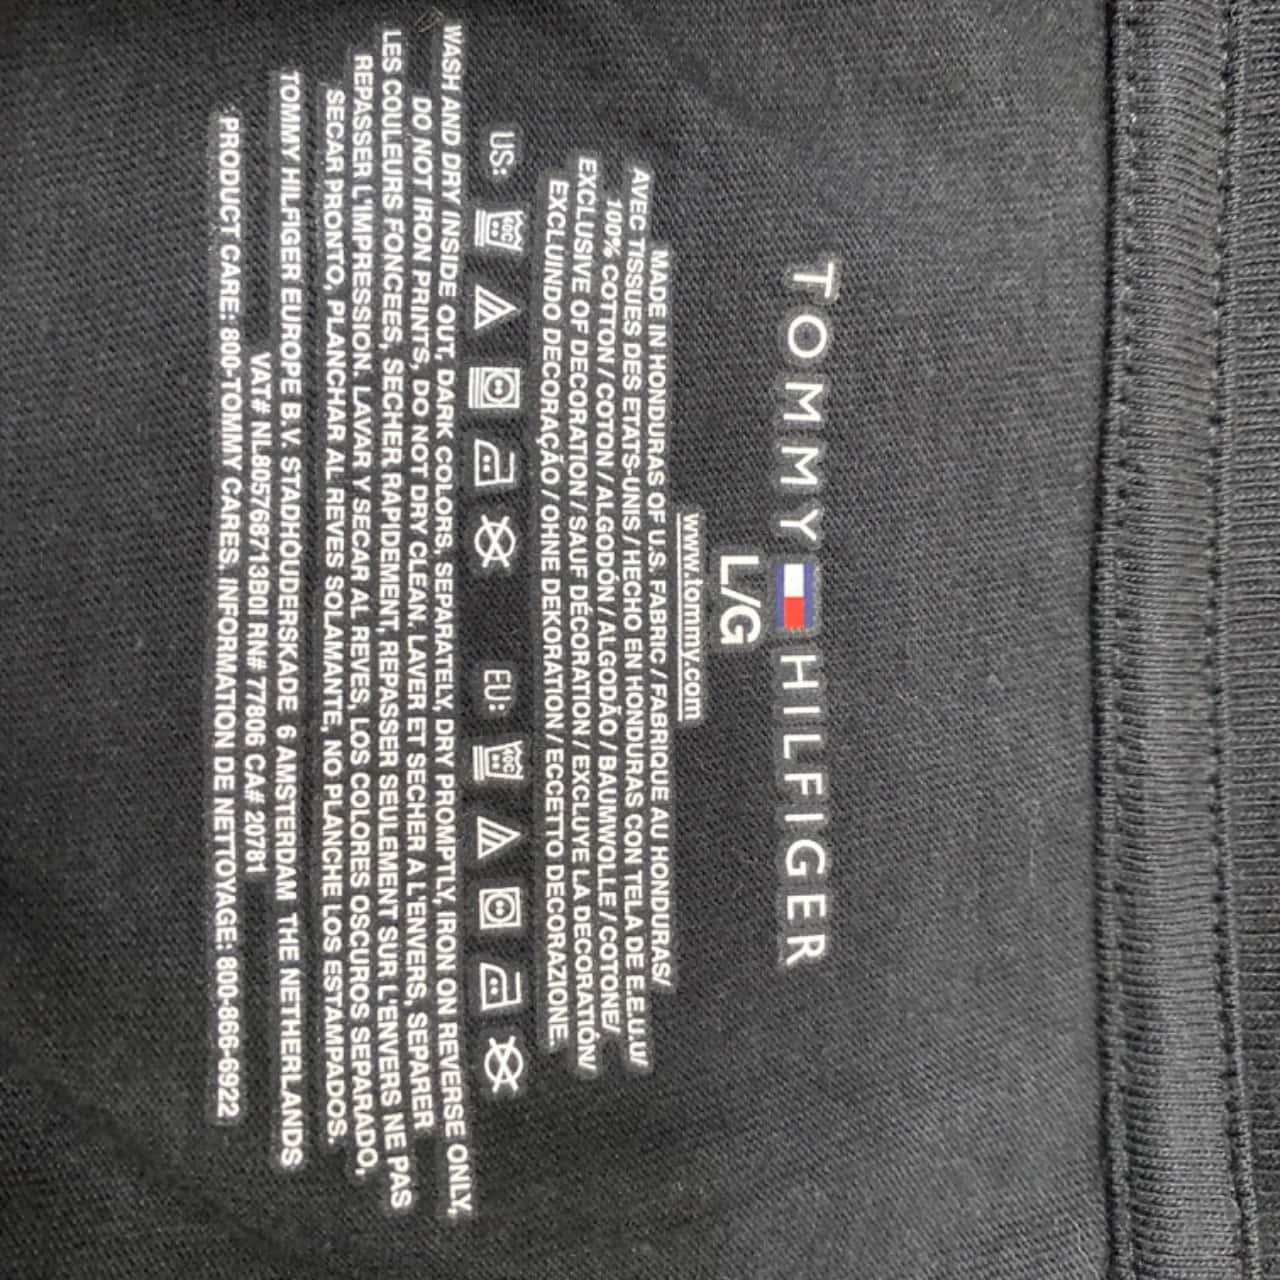 TOMMY HILFIGER
L/G
www.tommy.com
MADE IN HONDURAS OF U.S. FABRIC / FABRIQUE AU HONDURAS/
AVEC TISSUES DES ETATS-UNIS / HECHO EN HONDURAS CON TELA DE E.E.U.U/
100% COTTON / COTON / ALGODÓN / ALGODÃO / BAUMWOLLE / COTONE/
EXCLUSIVE OF DECORATION / SAUF DÉCORATION / EXCLUYE LA DECORATIÓN/
EXCLUINDO DECORAÇÃO / OHNE DEKORATION / ECCETTO DECORAZIONE.
US: 40C EU: 40C
WASH AND DRY INSIDE OUT, DARK COLORS, SEPARATELY, DRY PROMPTLY, IRON ON REVERSE ONLY,
DO NOT IRON PRINTS, DO NOT DRY CLEAN. LAVER ET SECHER A L'ENVERS, SEPARER
LES COULEURS FONCEES, SECHER RAPIDEMENT, REPASSER SEULEMENT SUR L'ENVERS NE PAS
REPASSER L'IMPRESSION. LAVAR Y SECAR AL REVES, LOS COLORES OSCUROS SEPARADO,
SECAR PRONTO, PLANCHAR AL REVES SOLAMANTE, NO PLANCHE LOS ESTAMPADOS.
TOMMY HILFIGER EUROPE B.V. STADHOUDERSKADE 6 AMSTERDAM THE NETHERLANDS
VAT# NL805768713B0I RN# 77806 CA# 20781
PRODUCT CARE: 800-TOMMY CARES. INFORMATION DE NETTOYAGE: 800-866-6922